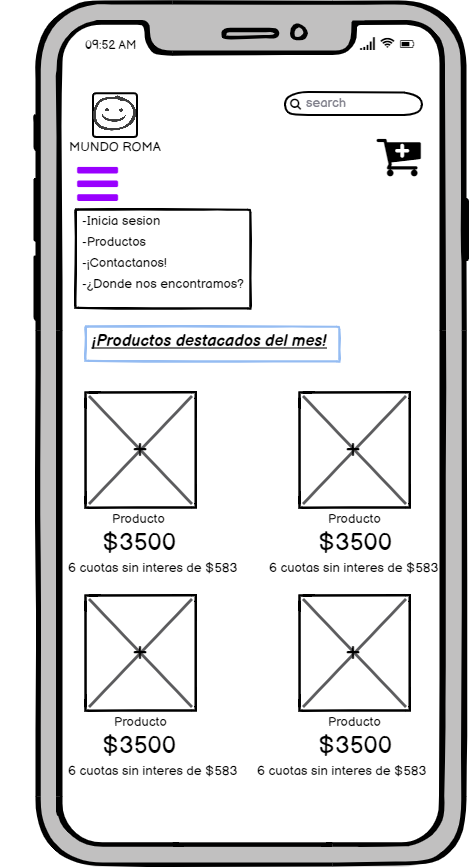 09:52 AM
search
MUNDO ROMA
-Inicia sesion
-Productos
-¡Contactanos!
-¿Donde nos encontramos?
¡Productos destacados del mes!
Producto
$3500
6 cuotas sin interes de $583
Producto
$3500
6 cuotas sin interes de $583
Producto
$3500
6 cuotas sin interes de $583
Producto
$3500
6 cuotas sin interes de $583